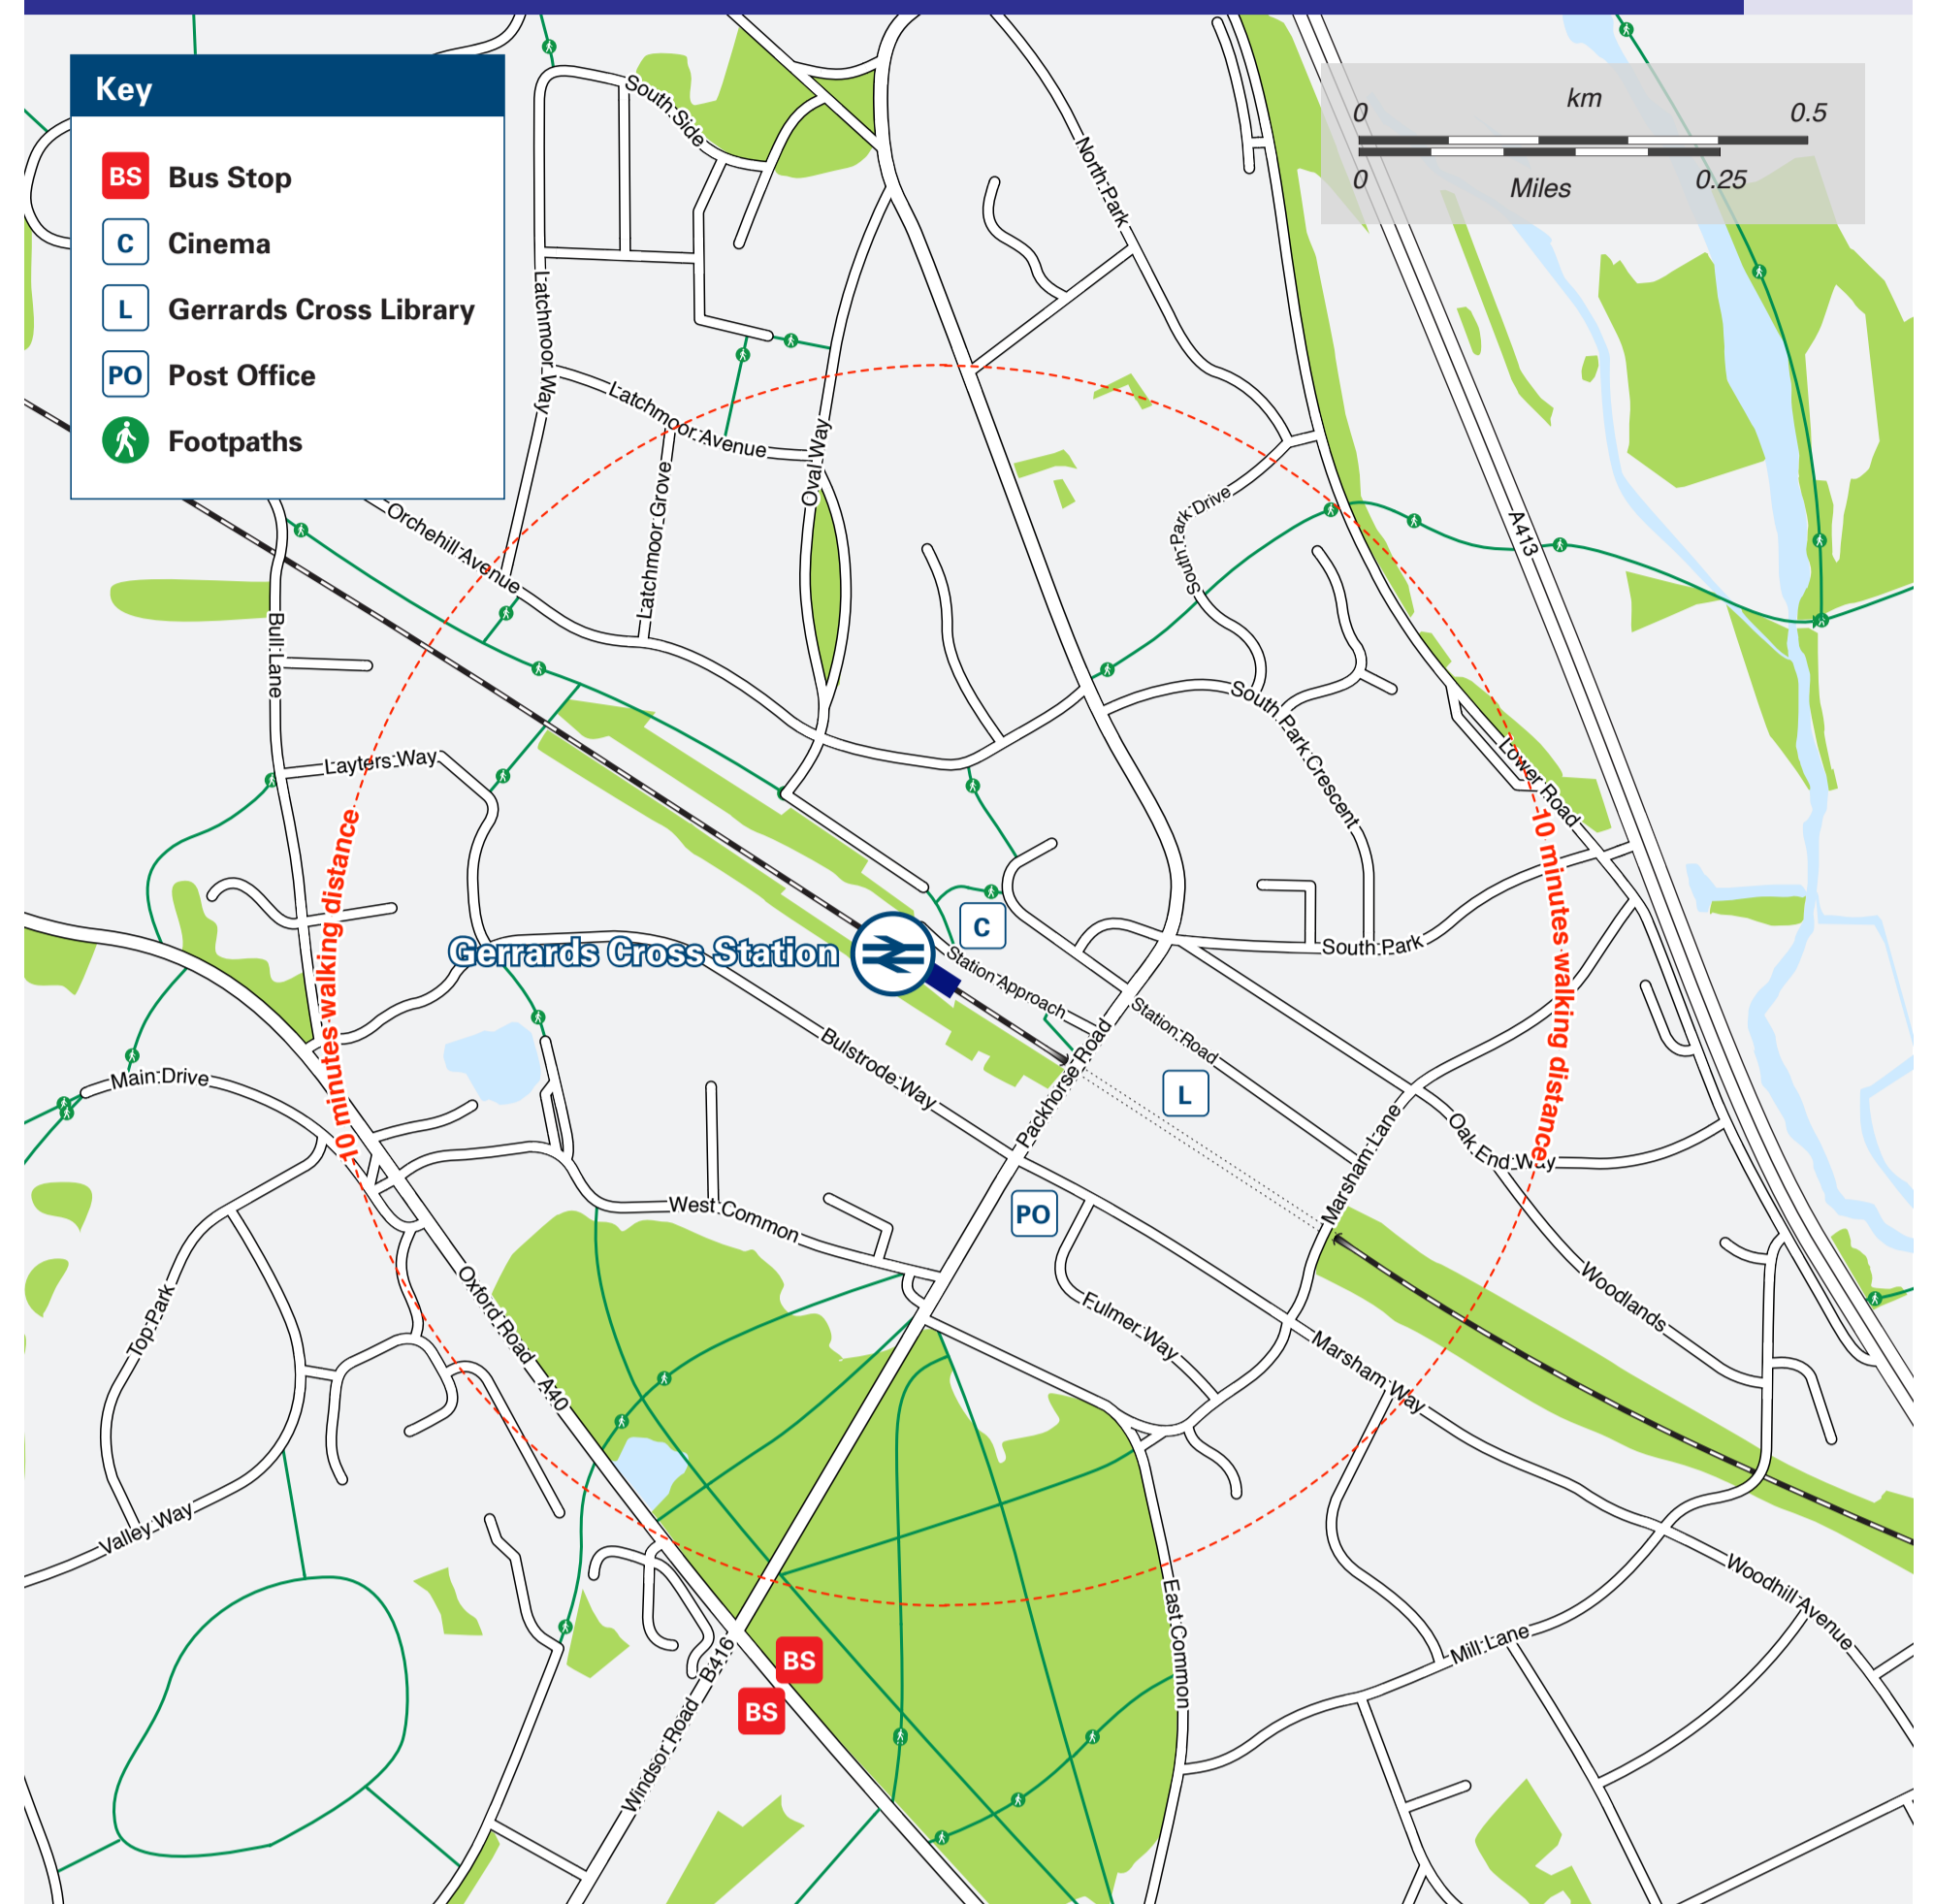 Key
BS Bus Stop
C Cinema
L Gerrards Cross Library
PO Post Office
Footpaths
km
0 0.5
0 0.25
Miles
South Side
North Park
Latchmoor Way
Latchmoor Avenue
Oval Way
Latchmoor Grove
Orchehill Avenue
South Park Drive
South
A413
Bull Lane
Layters Way
South Park Crescent
Lower Road
10 minutes walking distance
10 minutes walking distance
C
Gerrards Cross Station
South Park
Station Approach
Station Road
Bulstrode Way
Packhorse Road
L
Main Drive
Marsham Lane
Oak End Way
PO
West Common
Fulmer Way
Woodlands
Top Park
Oxford Road
A40
Marsham Way
Valley Way
East Common
Woodhill Avenue
Mill Lane
BS
BS
Windsor Road B416